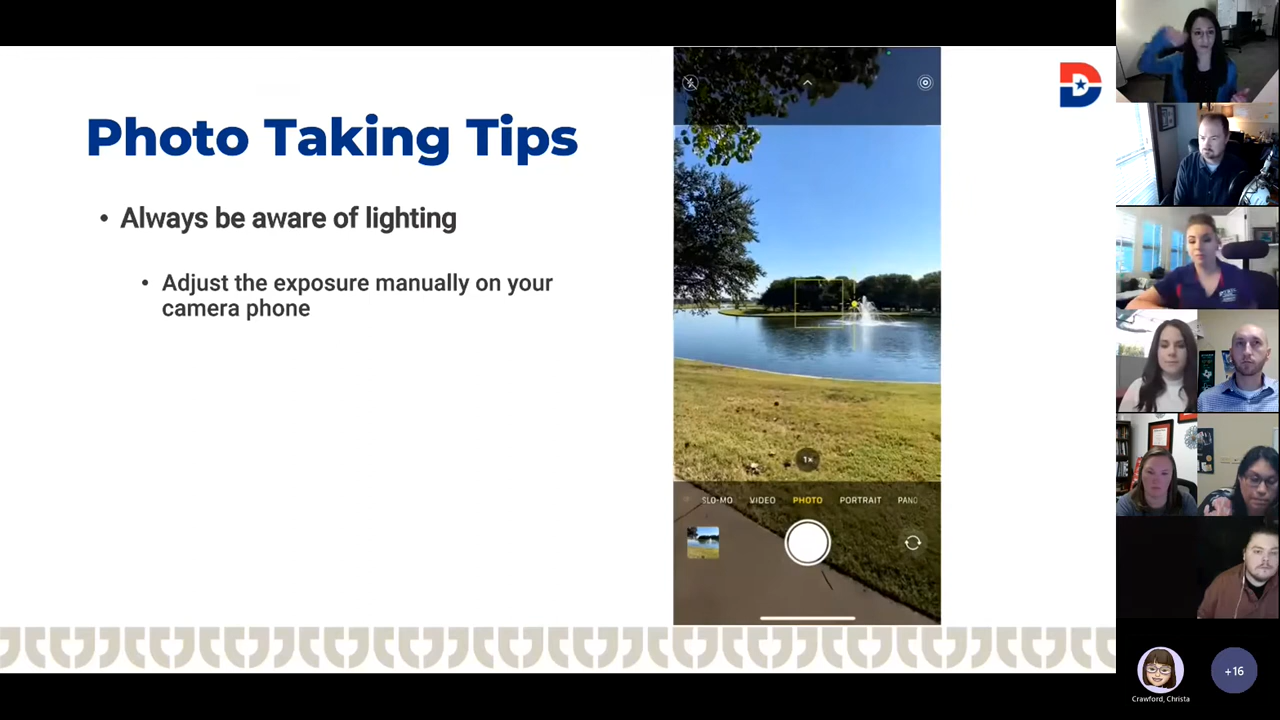 Photo Taking Tips
• Always be aware of lighting
• Adjust the exposure manually on your
camera phone
D
1×
SLO-MO VIDEO PHOTO PORTRAIT PANO
Crawford, Christa
+16